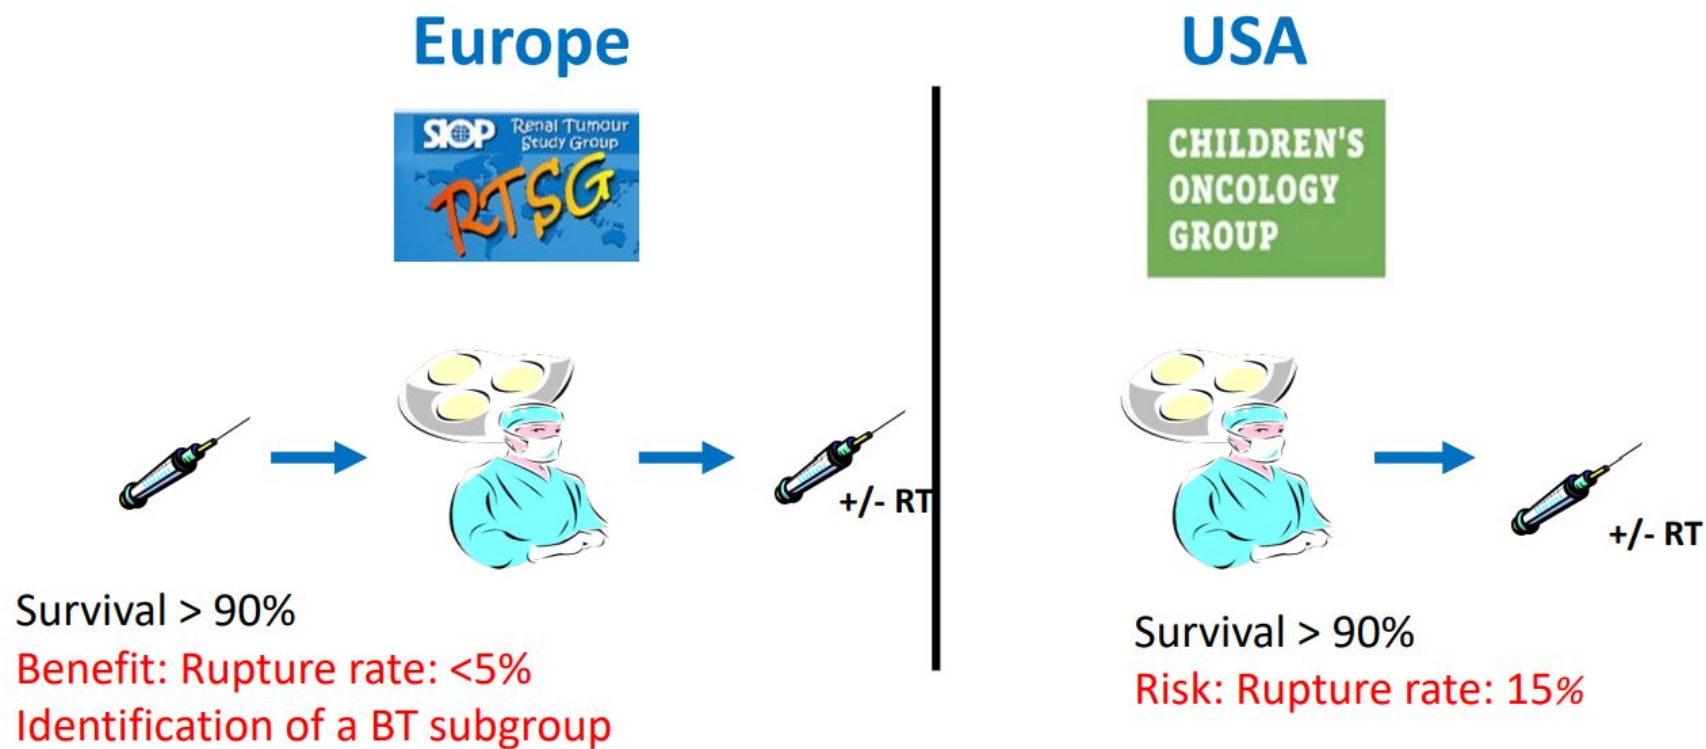 Europe
SIOP Renal Tumour
Study Group
RTSG
+/- RT
Survival > 90%
Benefit: Rupture rate: <5%
Identification of a BT subgroup
USA
CHILDREN'S
ONCOLOGY
GROUP
+/- RT
Survival > 90%
Risk: Rupture rate: 15%